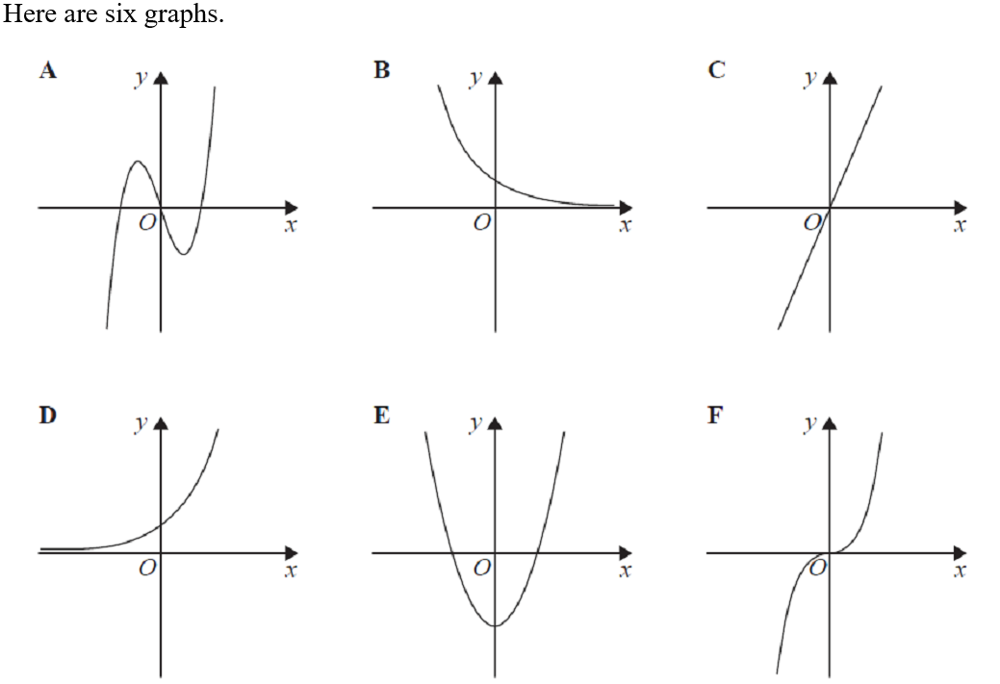 Here are six graphs.
A y O x
B y O x
C y O x
D y O x
E y O x
F y O x